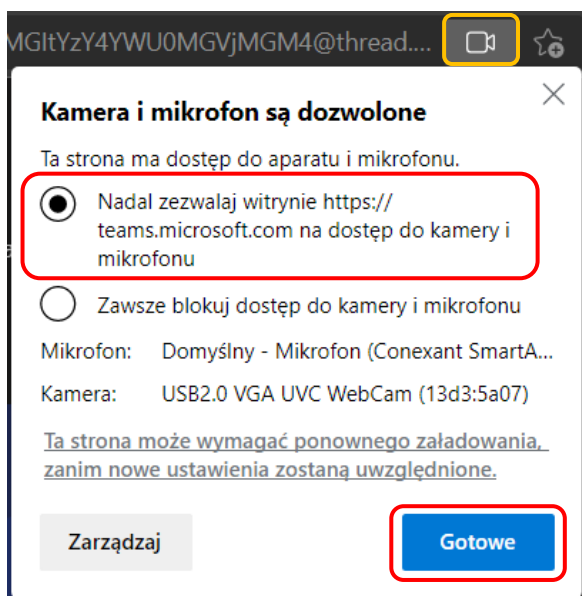 MGItYzY4YWU0MGVjMGM4@thread....
Kamera i mikrofon są dozwolone
Ta strona ma dostęp do aparatu i mikrofonu.
Nadal zezwalaj witrynie https://
teams.microsoft.com na dostęp do kamery i
mikrofonu
Zawsze blokuj dostęp do kamery i mikrofonu
Mikrofon: Domyślny - Mikrofon (Conexant SmartA...
Kamera: USB2.0 VGA UVC WebCam (13d3:5a07)
Ta strona może wymagać ponownego załadowania,
zanim nowe ustawienia zostaną uwzględnione.
Zarządzaj Gotowe